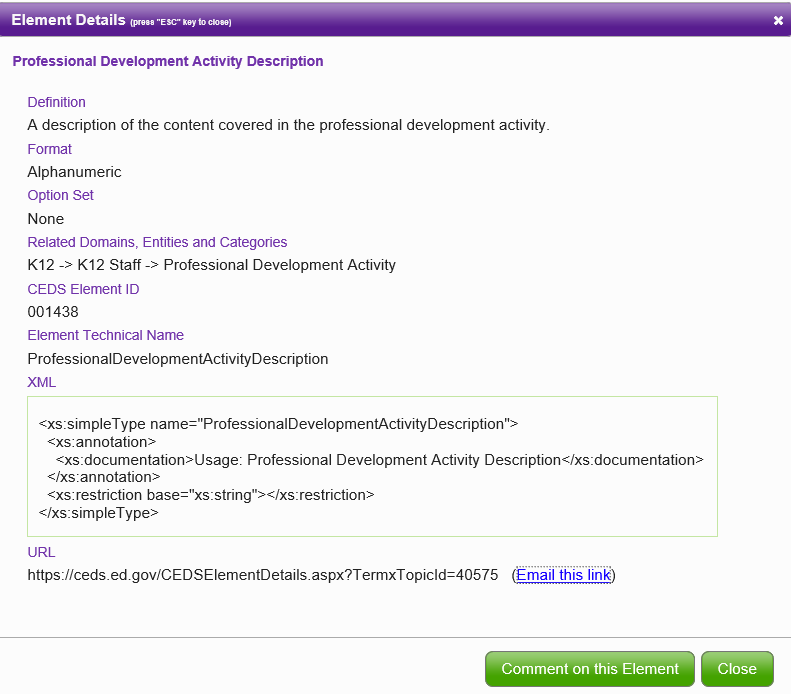 Element Details (press "ESC" key to close) ×
Professional Development Activity Description
Definition
A description of the content covered in the professional development activity.
Format
Alphanumeric
Option Set
None
Related Domains, Entities and Categories
K12 -> K12 Staff -> Professional Development Activity
CEDS Element ID
001438
Element Technical Name
ProfessionalDevelopmentActivityDescription
XML
<xs:simpleType name="ProfessionalDevelopmentActivityDescription">
<xs:annotation>
<xs:documentation>Usage: Professional Development Activity Description</xs:documentation>
</xs:annotation>
<xs:restriction base="xs:string"></xs:restriction>
</xs:simpleType>
URL
https://ceds.ed.gov/CEDSElementDetails.aspx?TermxTopicId=40575 (Email this link)
Comment on this Element Close